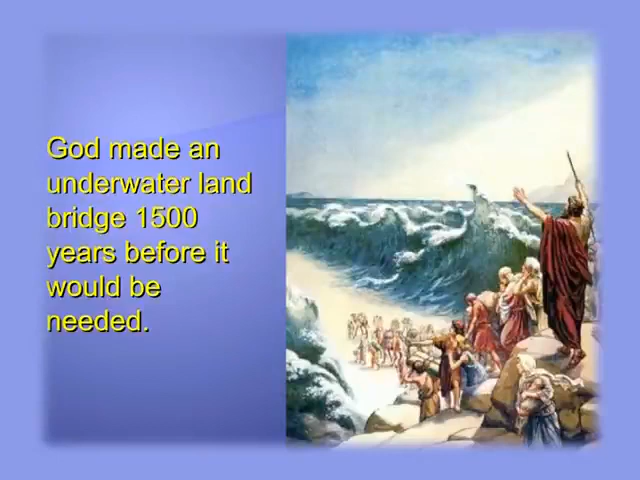 God made an
underwater land
bridge 1500
years before it
would be
needed.